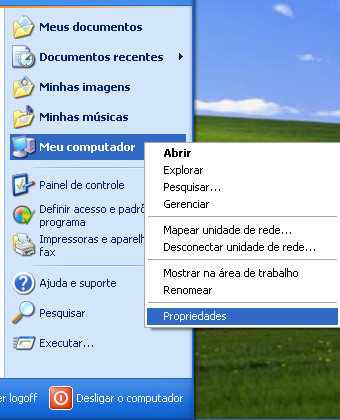 Meus documentos
Documentos recentes
Minhas imagens
Minhas músicas
Meu computador
Painel de controle
Definir acesso e padrõ
programa
Impressoras e aparelh
fax
Ajuda e suporte
Pesquisar
Executar...
er logoff
Desligar o computador
Abrir
Explorar
Pesquisar...
Gerenciar
Mapear unidade de rede...
Desconectar unidade de rede...
Mostrar na área de trabalho
Renomear
Propriedades